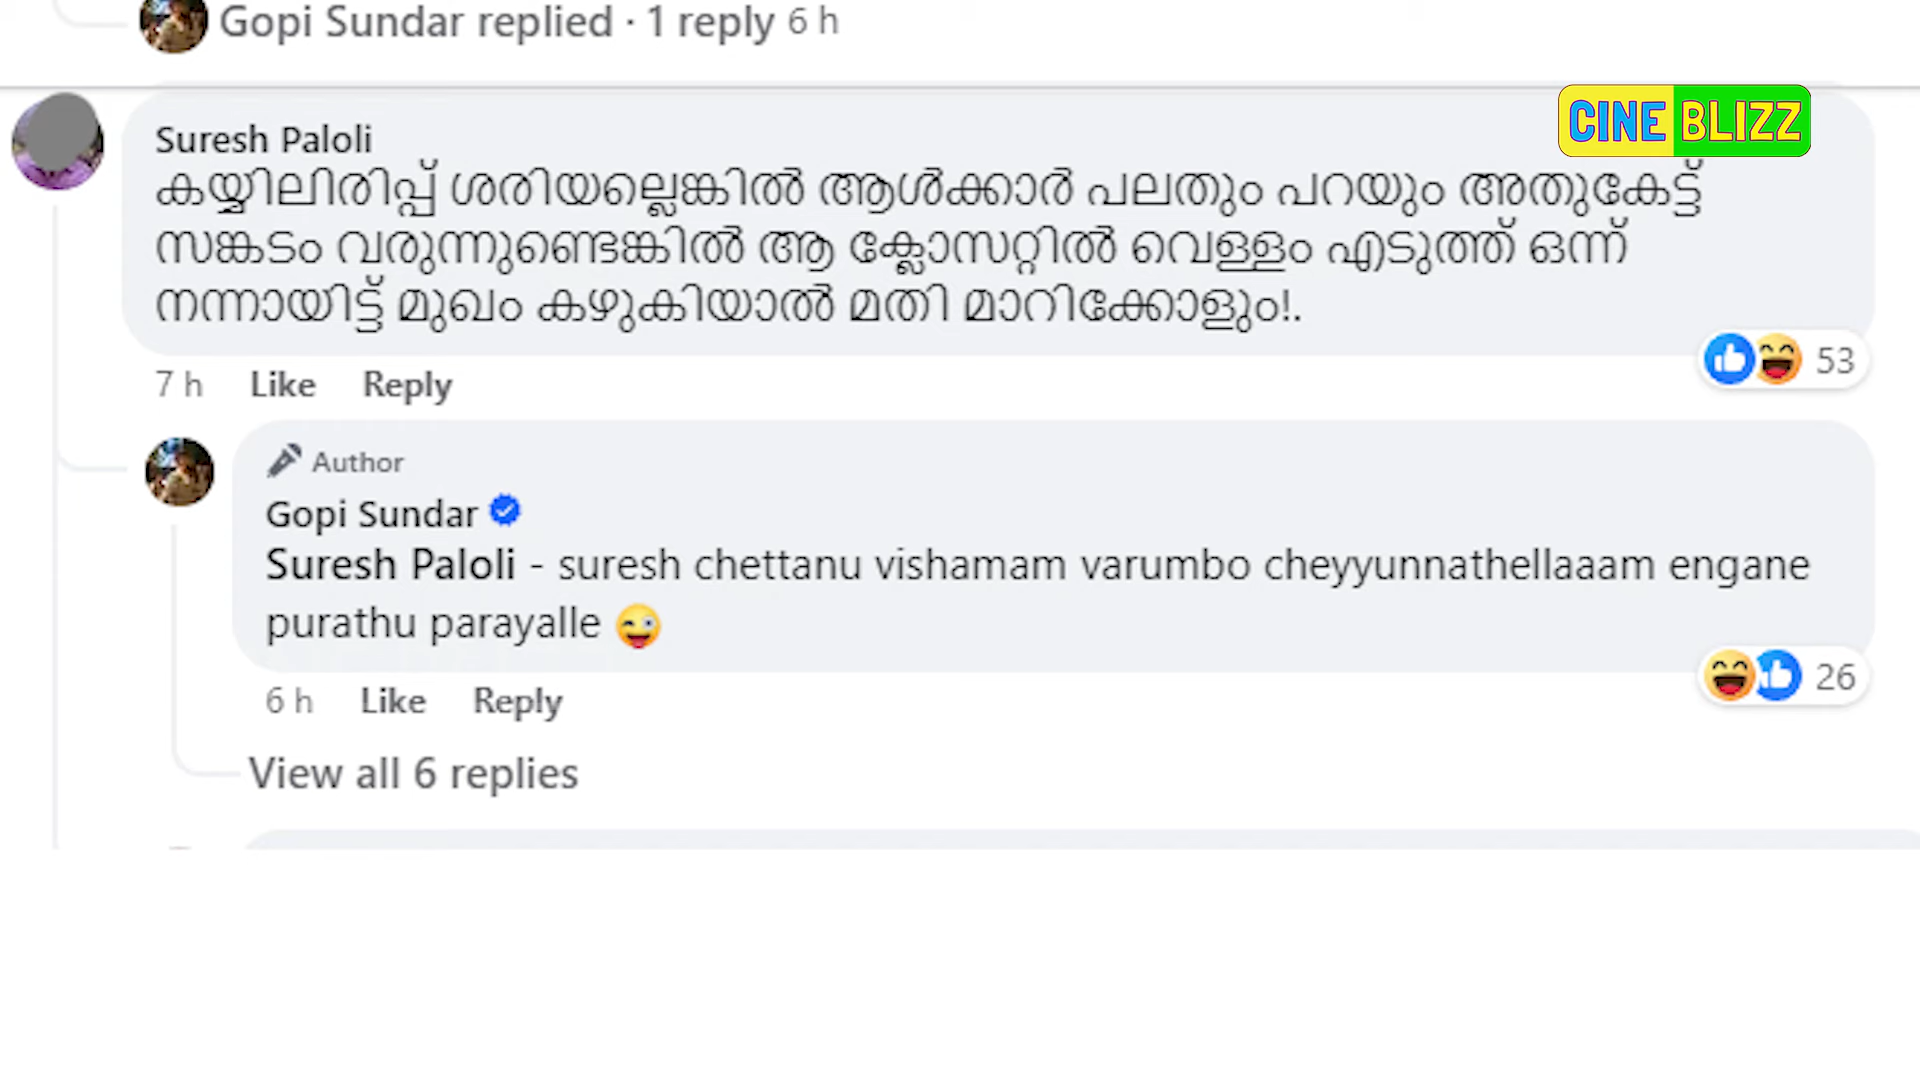 Gopi Sundar replied · 1 reply 6 h
CINE BLIZZ
Suresh Paloli
കയ്യിലിരിപ്പ് ശരിയല്ലെങ്കിൽ ആൾക്കാർ പലതും പറയും അതുകേട്ട്
സങ്കടം വരുന്നുണ്ടെങ്കിൽ ആ ക്ലോസറ്റിൽ വെള്ളം എടുത്ത് ഒന്ന്
നന്നായിട്ട് മുഖം കഴുകിയാൽ മതി മാറിക്കോളും!.
53
7 h Like Reply
Author
Gopi Sundar
Suresh Paloli - suresh chettanu vishamam varumbo cheyyunnathellaaam engane
purathu parayalle 😜
26
6 h Like Reply
View all 6 replies